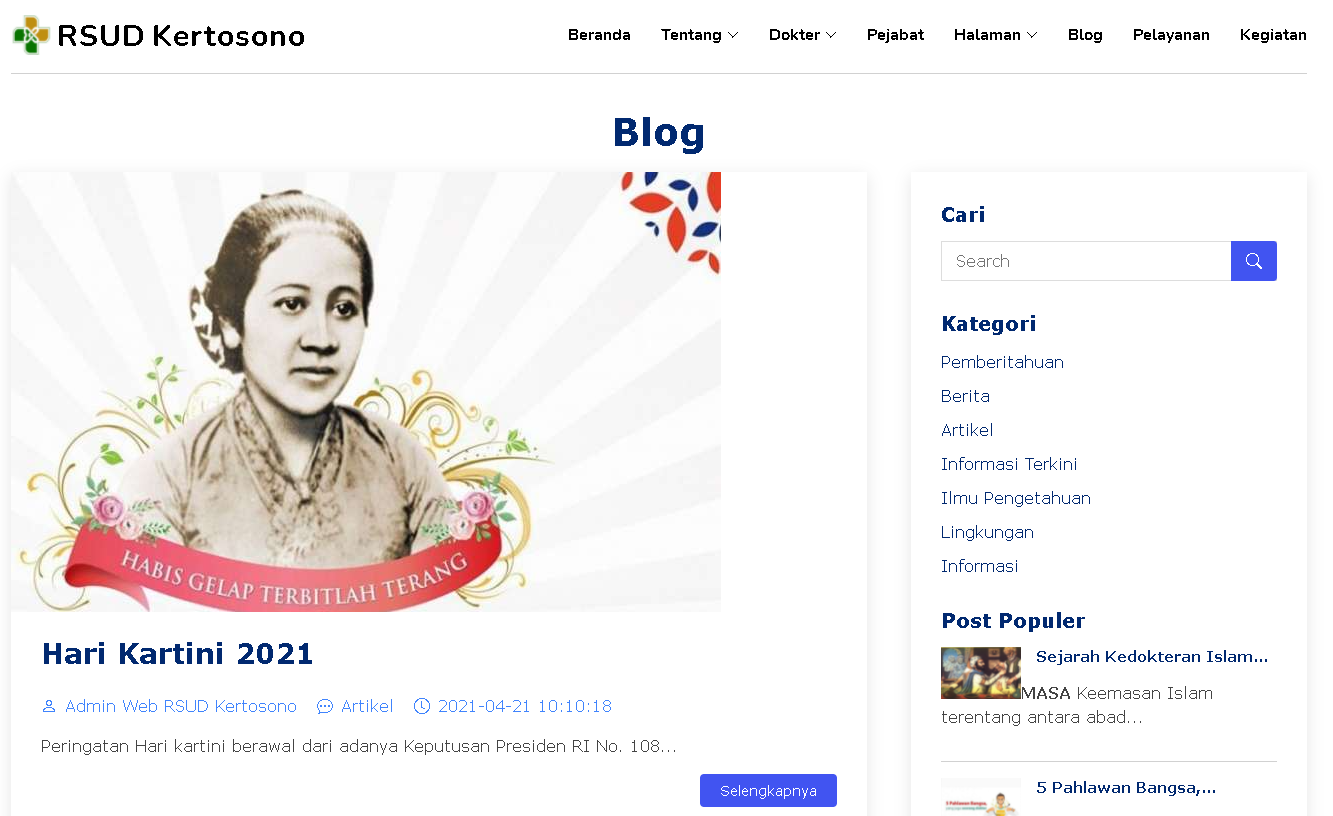 RSUD Kertosono
Beranda Tentang Dokter Pejabat Halaman Blog Pelayanan Kegiatan
Blog
HABIS GELAP TERBITLAH TERANG
Hari Kartini 2021
Admin Web RSUD Kertosono Artikel 2021-04-21 10:10:18
Peringatan Hari kartini berawal dari adanya Keputusan Presiden RI No. 108...
Selengkapnya
Cari
Search
Kategori
Pemberitahuan
Berita
Artikel
Informasi Terkini
Ilmu Pengetahuan
Lingkungan
Informasi
Post Populer
Sejarah Kedokteran Islam...
MASA Keemasan Islam
terentang antara abad...
5 Pahlawan Bangsa,...
5 Pahlawan Bangsa,